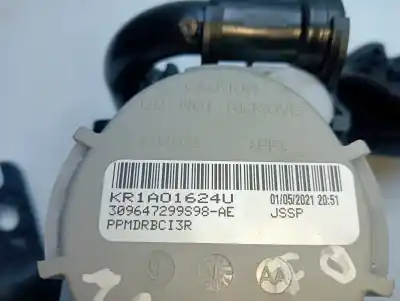 CAUTION
DO NOT REMOVE
KR1A01624U 01/05/2021 20:51
309647299S98-AE JSSP
PPMDRBCI3R